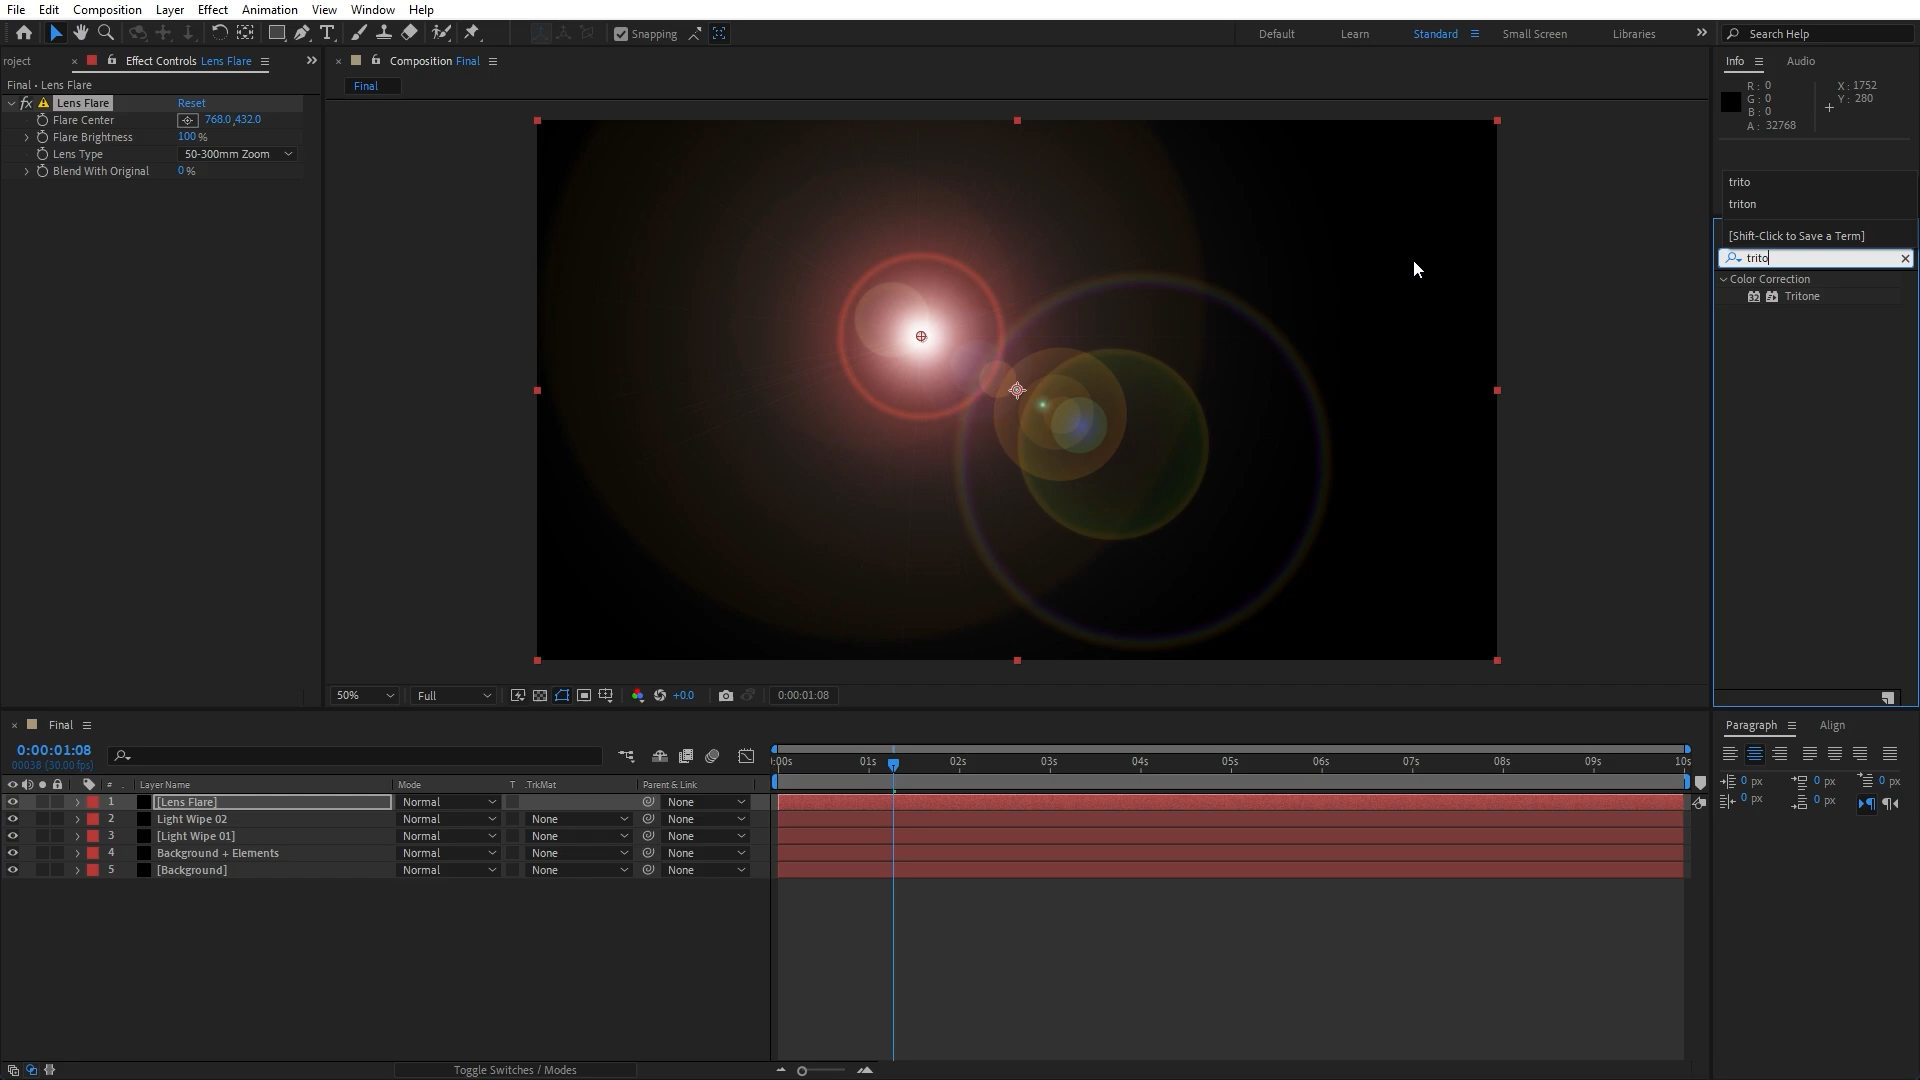 File Edit Composition Layer Effect Animation View Window Help
Snapping Default Learn Standard Small Screen Libraries Search Help
roject Effect Controls Lens Flare Composition Final Info Audio
Final • Lens Flare
Final
fx Lens Flare Reset
Flare Center 768.0,432.0
Flare Brightness 100 %
Lens Type 50-300mm Zoom
Blend With Original 0 %
R: 0 X: 1752
G: 0 Y: 280
B: 0
A: 32768
trito
triton
[Shift-Click to Save a Term]
trito
Color Correction
32 Tritone
50% Full +0.0 0:00:01:08
Final Paragraph Align
0:00:01:08
00038 (30.00 fps)
:00s 01s 02s 03s 04s 05s 06s 07s 08s 09s 10s
# Layer Name Mode T .TrkMat Parent & Link
1 [Lens Flare] Normal None
2 Light Wipe 02 Normal None None
3 [Light Wipe 01] Normal None None
4 Background + Elements Normal None None
5 [Background] Normal None None
0 px 0 px 0 px
0 px 0 px
Toggle Switches / Modes